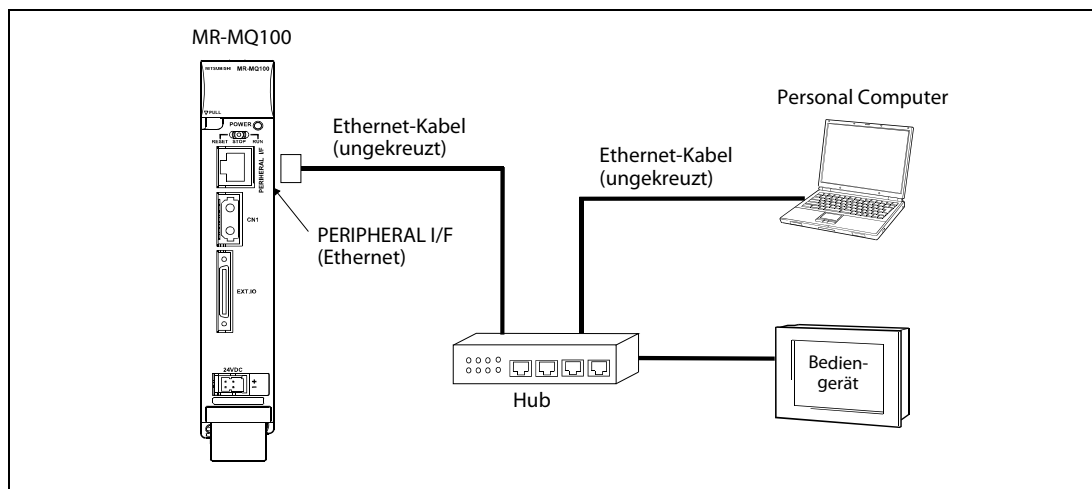 MR-MQ100
MITSUBISHI MR-MQ100
▽PULL
POWER
RESET STOP RUN
PERIHERAL I/F
CN1
EXT.IO
24VDC
+
−
Ethernet-Kabel
(ungekreuzt)
PERIPHERAL I/F
(Ethernet)
Ethernet-Kabel
(ungekreuzt)
Personal Computer
Hub
Bedien-
gerät